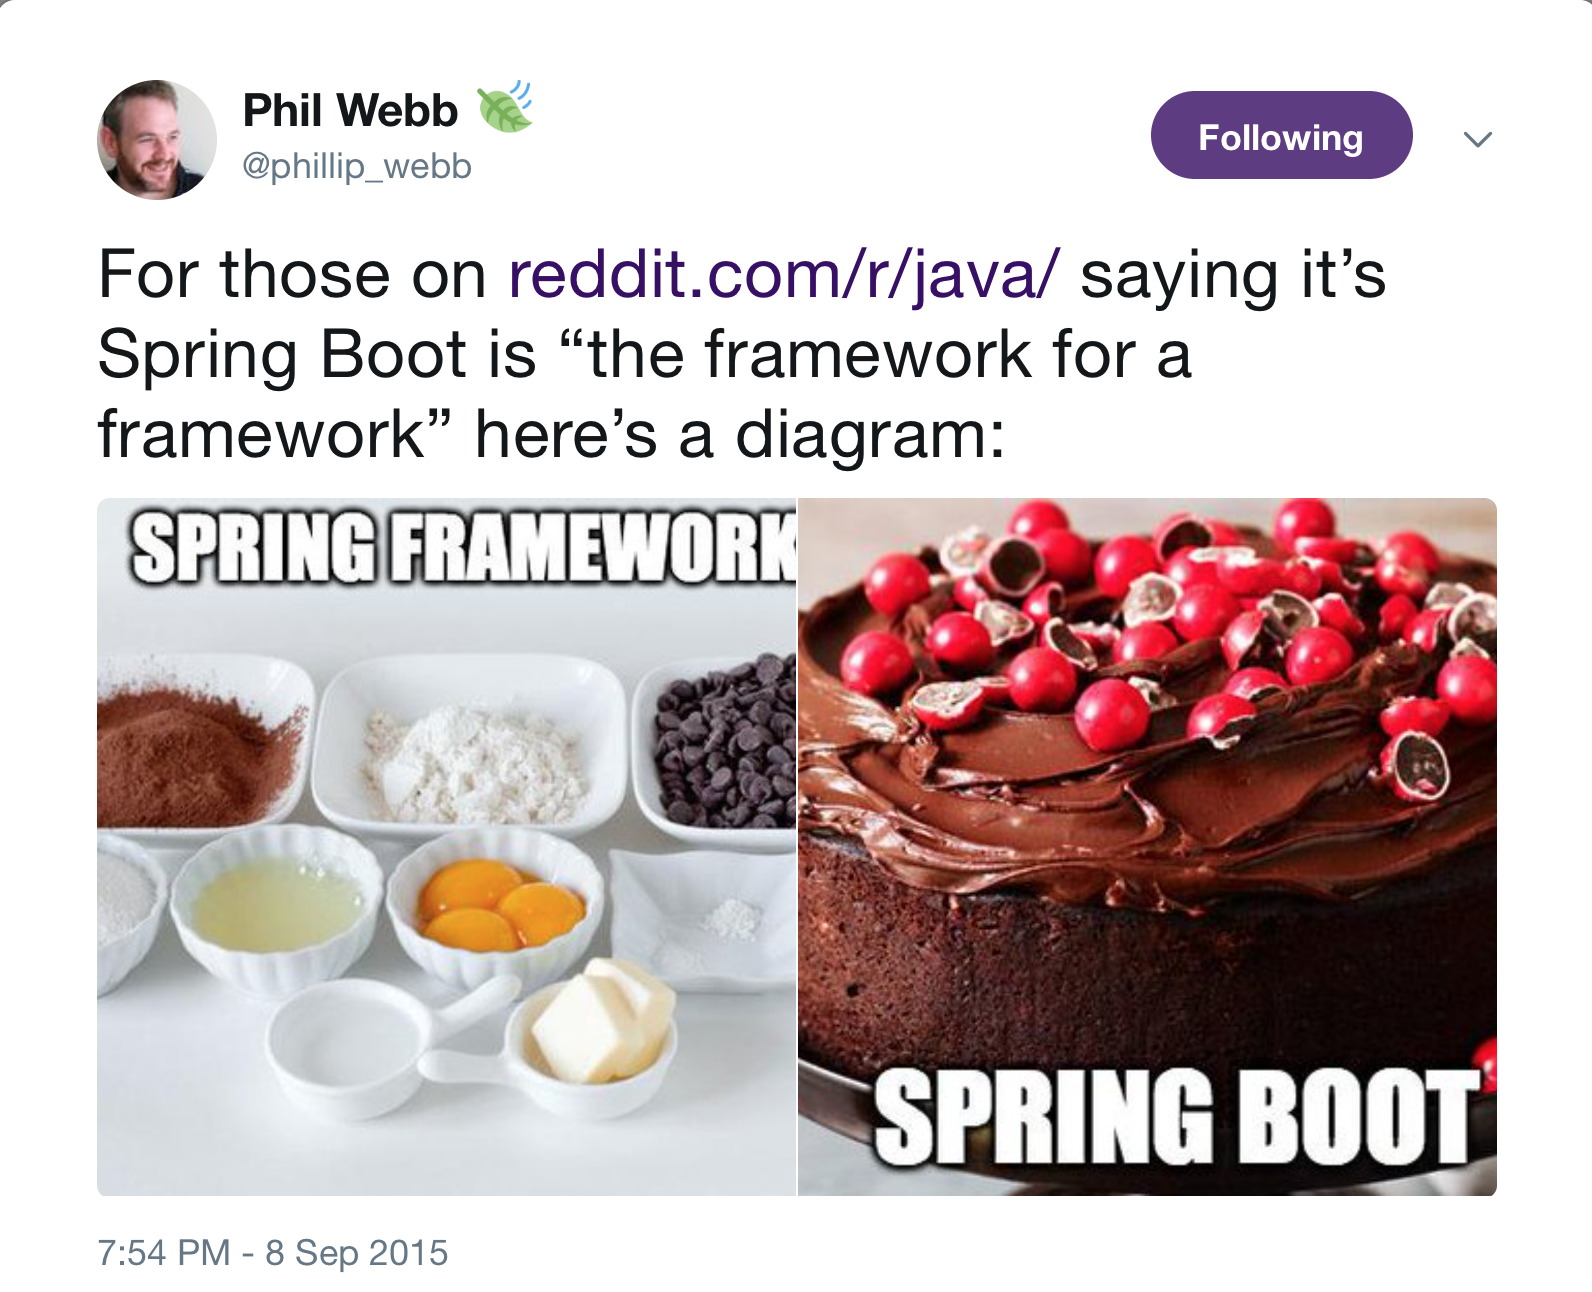 Phil Webb
@phillip_webb
Following
For those on reddit.com/r/java/ saying it’s
Spring Boot is “the framework for a
framework” here’s a diagram:
SPRING FRAMEWORK
SPRING BOOT
7:54 PM - 8 Sep 2015